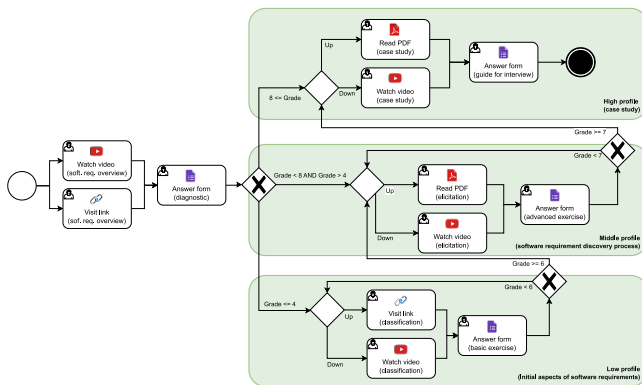 Up
Read PDF
(case study)
Down
Watch video
(case study)
Answer form
(guide for interview)
8 <= Grade
High profile
(case study)
Watch video
(soft. req. overview)
Visit link
(sof. req. overview)
Answer form
(diagnostic)
Grade >= 7
Grade < 7
Grade < 8 AND Grade > 4
Up
Read PDF
(elicitation)
Down
Watch video
(elicitation)
Answer form
(advanced exercise)
Middle profile
(software requirement discovery process)
Grade >= 6
Grade < 6
Grade <= 4
Up
Visit link
(classification)
Down
Watch video
(classification)
Answer form
(basic exercise)
Low profile
(Initial aspects of software requirements)